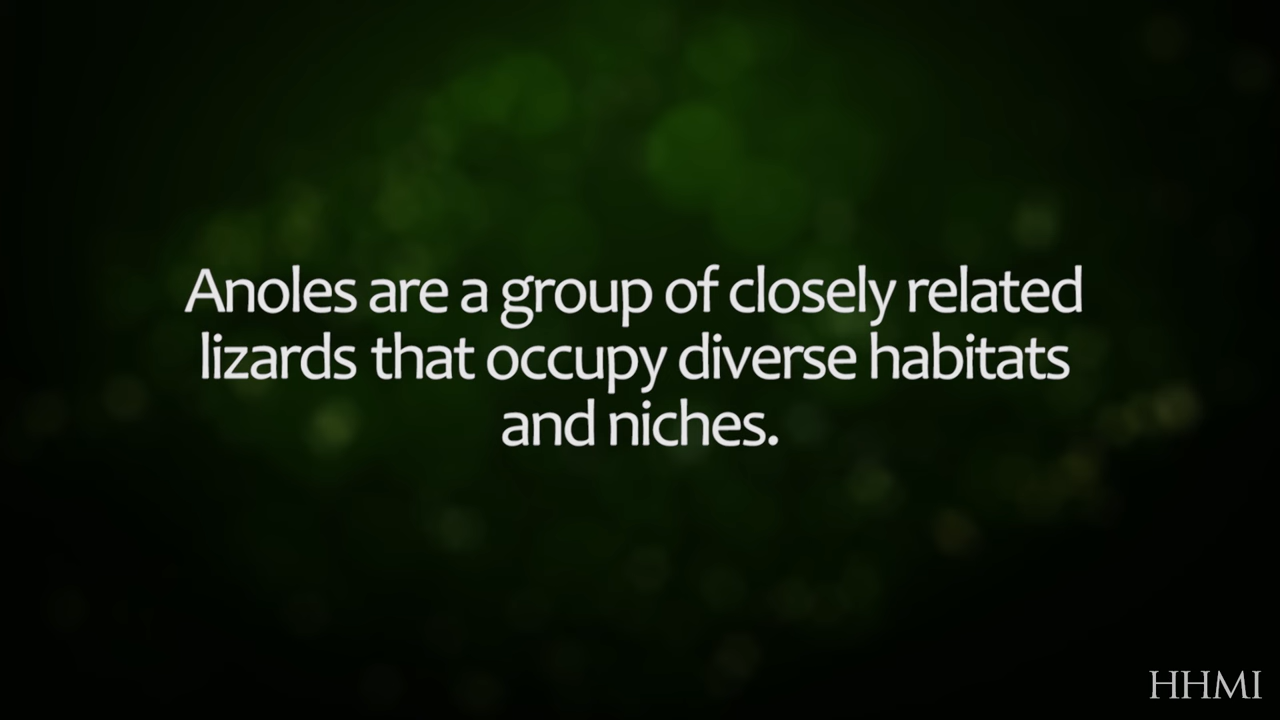 Anoles are a group of closely related
lizards that occupy diverse habitats
and niches.
HHMI